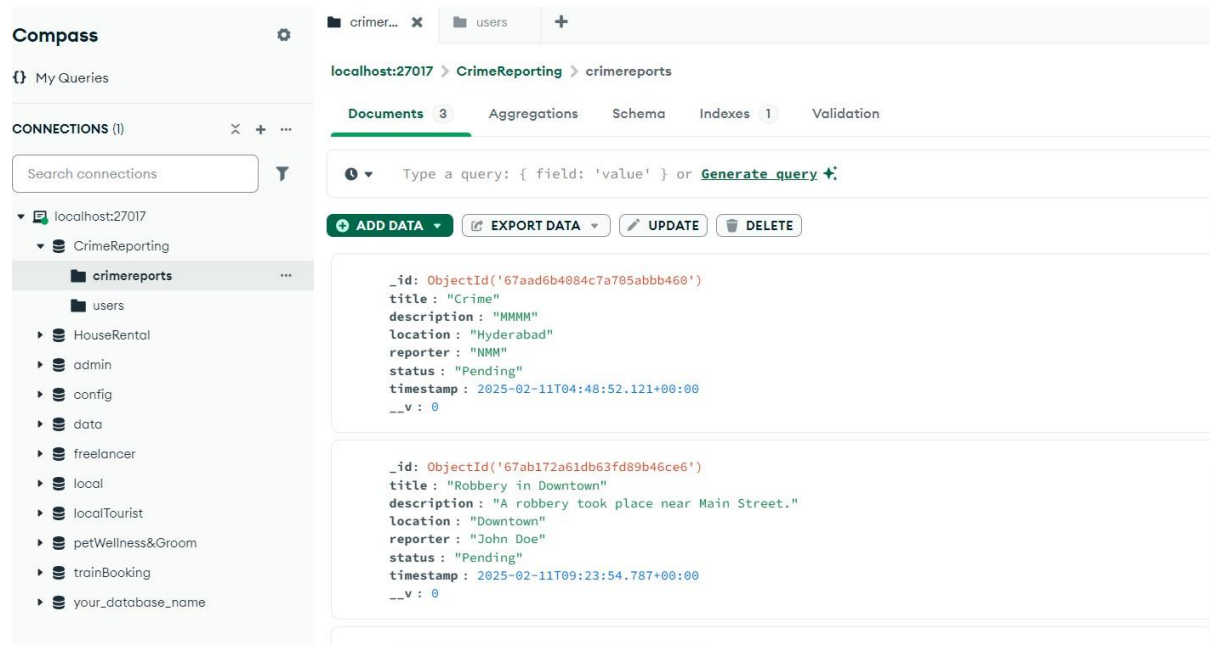 Compass
{} My Queries
CONNECTIONS (1)
Search connections
localhost:27017
CrimeReporting
crimereports
users
HouseRental
admin
config
data
freelancer
local
localTourist
petWellness&Groom
trainBooking
your_database_name
crimer...
users
localhost:27017 > CrimeReporting > crimereports
Documents 3 Aggregations Schema Indexes 1 Validation
Type a query: { field: 'value' } or Generate query
ADD DATA EXPORT DATA UPDATE DELETE
_id: ObjectId('67aad6b4084c7a705abbb460')
title : "Crime"
description : "MMMM"
location : "Hyderabad"
reporter : "NMM"
status : "Pending"
timestamp : 2025-02-11T04:48:52.121+00:00
__v : 0
_id: ObjectId('67ab172a61db63fd89b46ce6')
title : "Robbery in Downtown"
description : "A robbery took place near Main Street."
location : "Downtown"
reporter : "John Doe"
status : "Pending"
timestamp : 2025-02-11T09:23:54.787+00:00
__v : 0